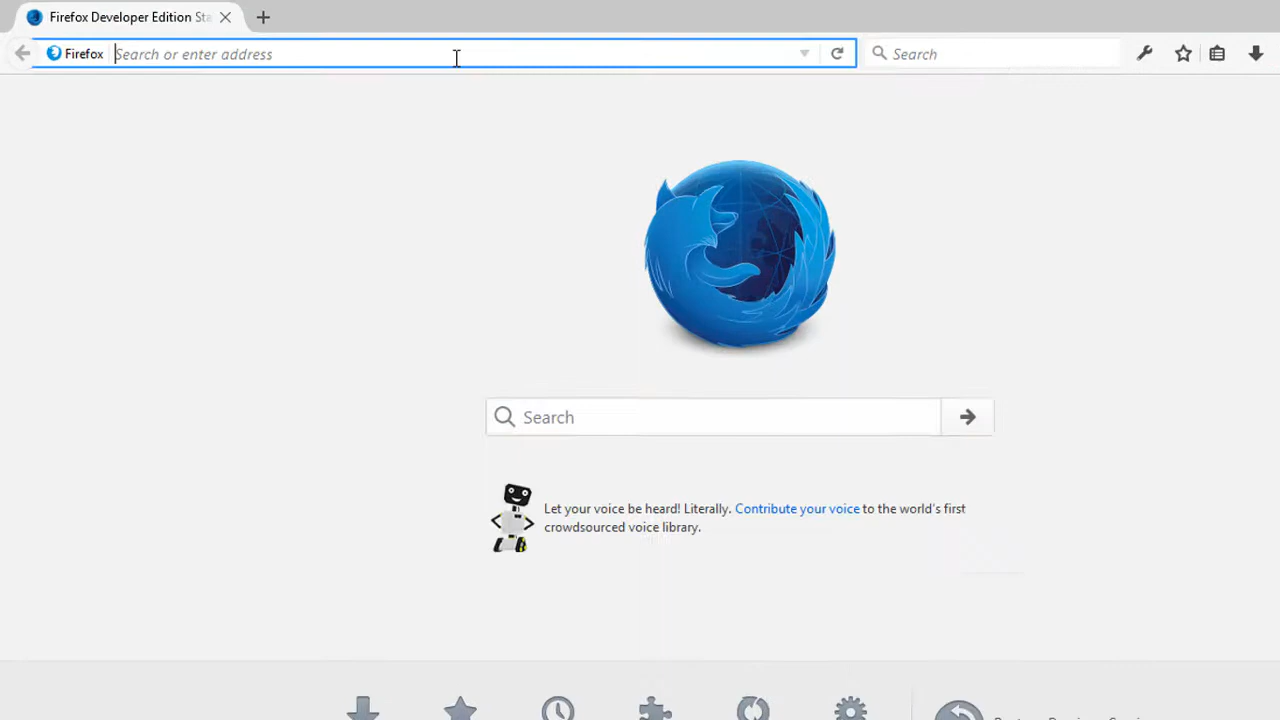 Firefox Developer Edition Sta
Firefox Search or enter address
Search
Search
Let your voice be heard! Literally. Contribute your voice to the world's first
crowdsourced voice library.